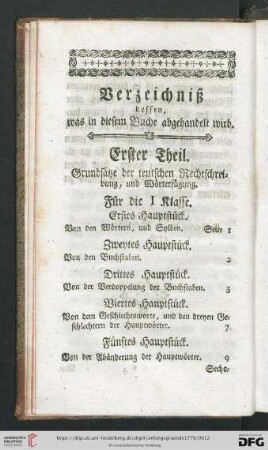 Verzeichniß
dessen,
was in diesem Buche abgehandelt wird.
Erster Theil.
Grundsätze der teutschen Rechtschrei-
bung, und Wörterfügung.
Für die I Klasse.
Erstes Hauptstück.
Von den Wörtern, und Sylben. Seite 1
Zweytes Hauptstück.
Von den Buchstaben. 2
Drittes Hauptstück.
Von der Verdoppelung der Buchstaben. 3
Viertes Hauptstück.
Von dem Geschlechtsworte, und den dreyen Ge-
schlechtern der Hauptwörter. 7
Fünftes Hauptstück.
Von der Abänderung der Hauptwörter. 9
Sechs-